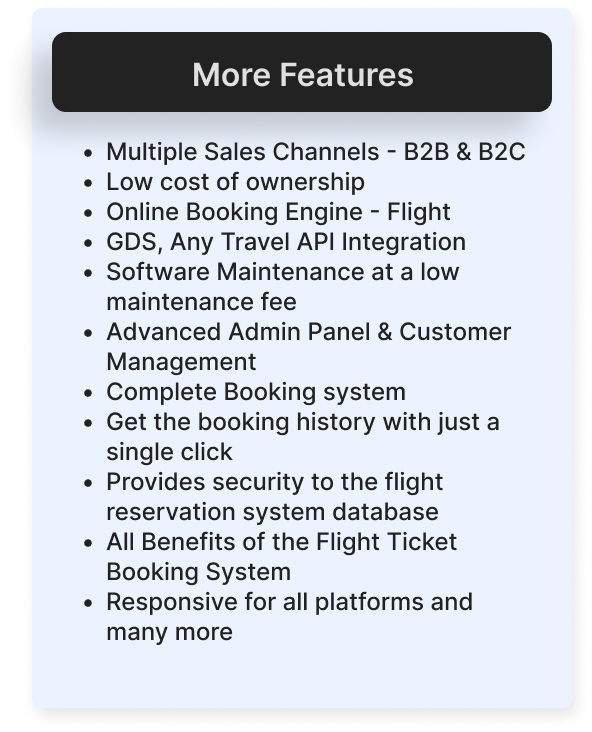 More Features
• Multiple Sales Channels - B2B & B2C
• Low cost of ownership
• Online Booking Engine - Flight
• GDS, Any Travel API Integration
• Software Maintenance at a low
maintenance fee
• Advanced Admin Panel & Customer
Management
• Complete Booking system
• Get the booking history with just a
single click
• Provides security to the flight
reservation system database
• All Benefits of the Flight Ticket
Booking System
• Responsive for all platforms and
many more